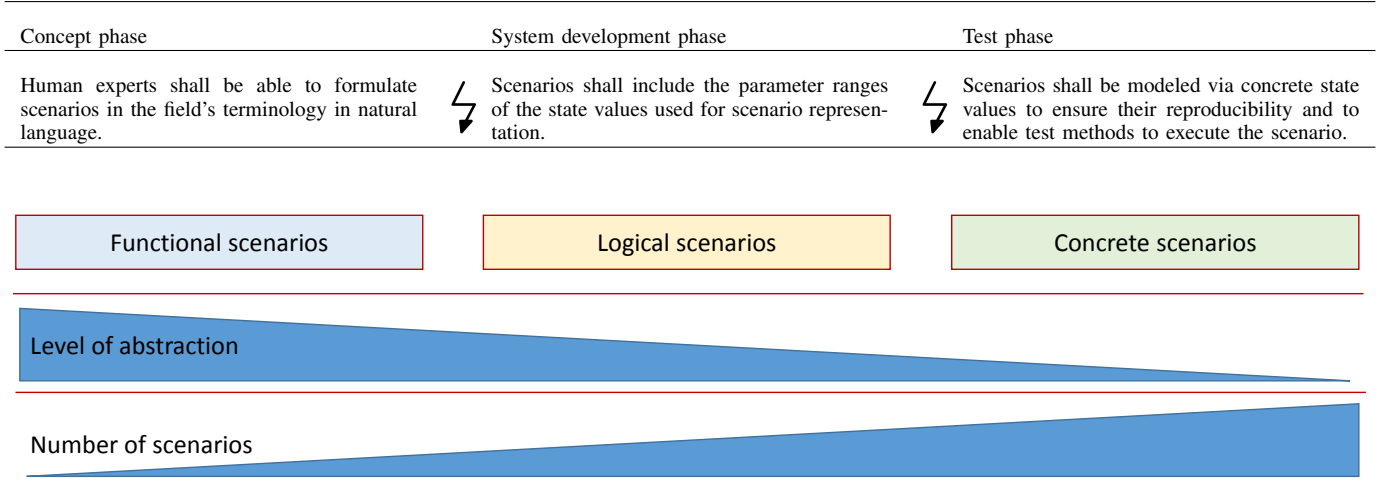 Concept phase
System development phase
Test phase
Human experts shall be able to formulate
scenarios in the field's terminology in natural
language.
Scenarios shall include the parameter ranges
of the state values used for scenario represen-
tation.
Scenarios shall be modeled via concrete state
values to ensure their reproducibility and to
enable test methods to execute the scenario.
Functional scenarios
Logical scenarios
Concrete scenarios
Level of abstraction
Number of scenarios